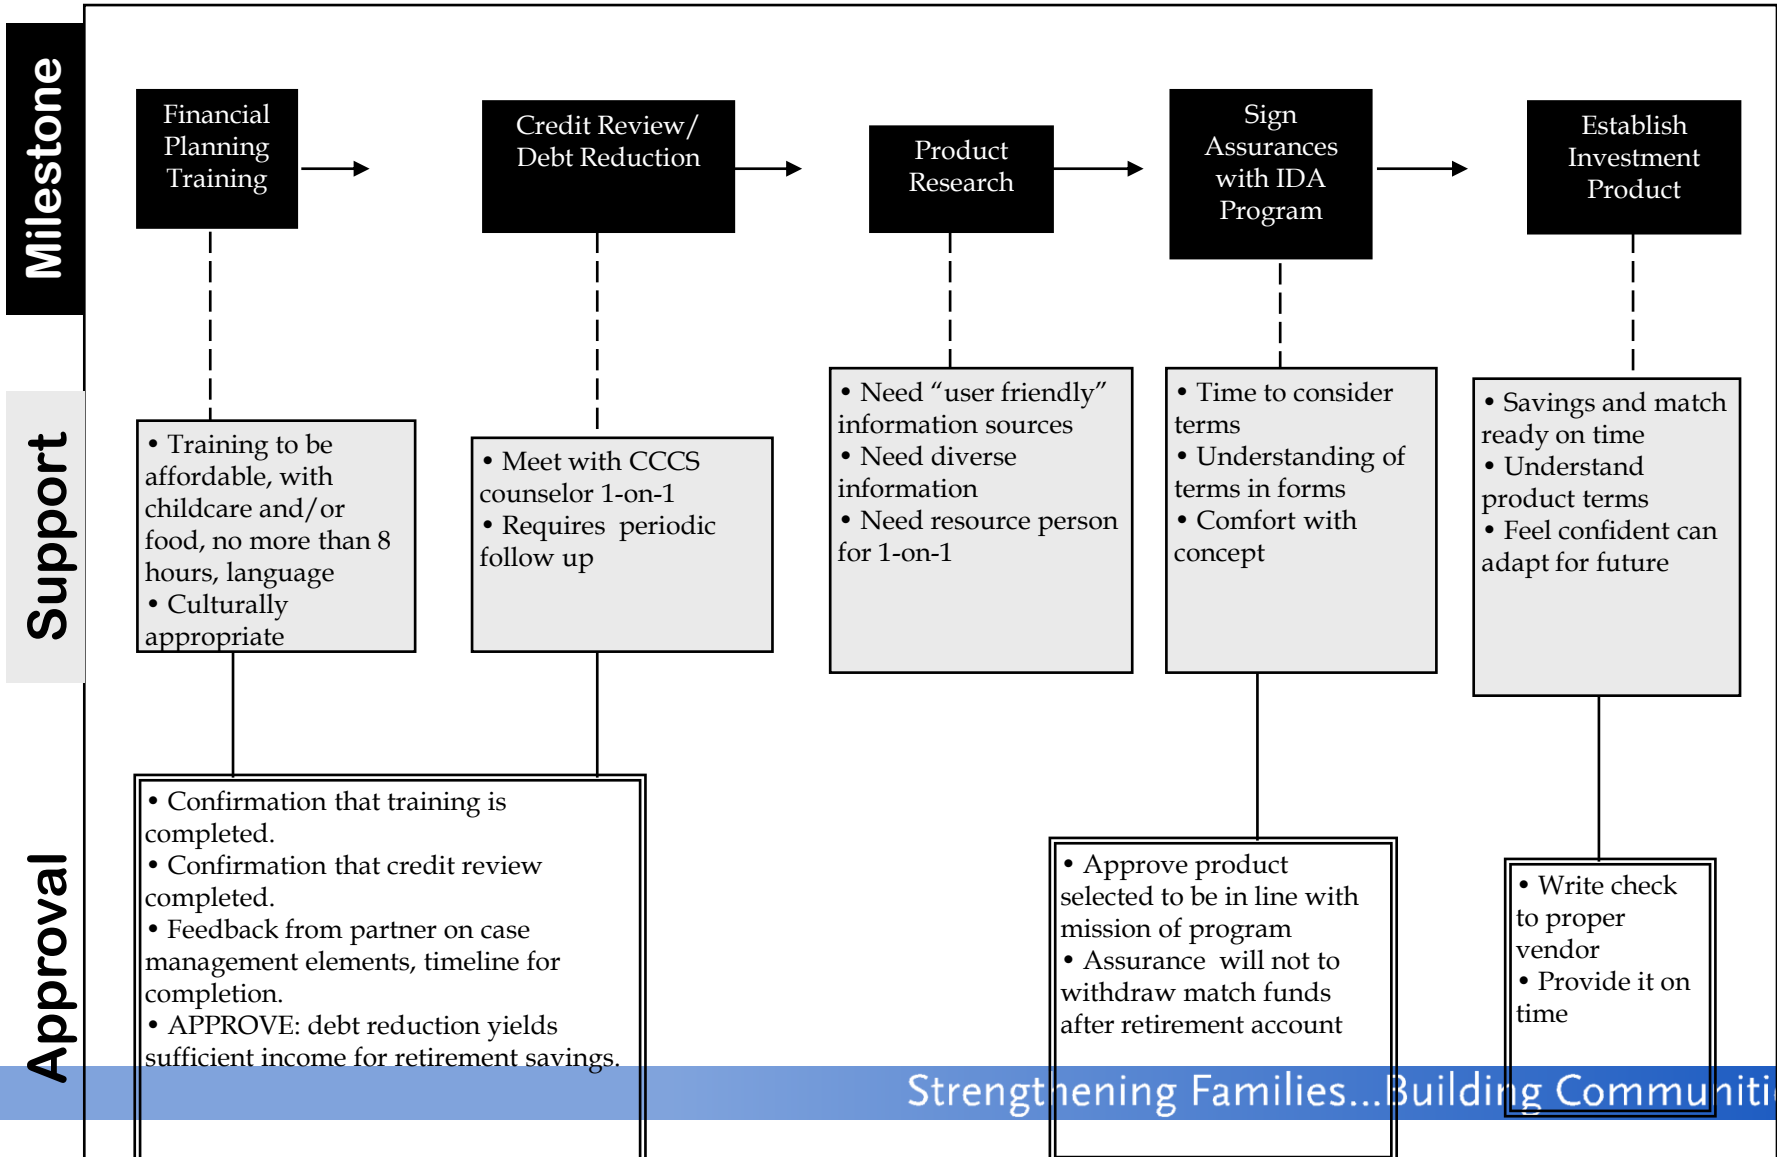 Milestone
Financial
Planning
Training
Credit Review/
Debt Reduction
Product
Research
Sign
Assurances
with IDA
Program
Establish
Investment
Product
Support
• Training to be
affordable, with
childcare and/or
food, no more than 8
hours, language
• Culturally
appropriate
• Meet with CCCS
counselor 1-on-1
• Requires periodic
follow up
• Need “user friendly”
information sources
• Need diverse
information
• Need resource person
for 1-on-1
• Time to consider
terms
• Understanding of
terms in forms
• Comfort with
concept
• Savings and match
ready on time
• Understand
product terms
• Feel confident can
adapt for future
Approval
• Confirmation that training is
completed.
• Confirmation that credit review
completed.
• Feedback from partner on case
management elements, timeline for
completion.
• APPROVE: debt reduction yields
sufficient income for retirement savings.
• Approve product
selected to be in line with
mission of program
• Assurance will not to
withdraw match funds
after retirement account
• Write check
to proper
vendor
• Provide it on
time
Strengthening Families...Building Communiti